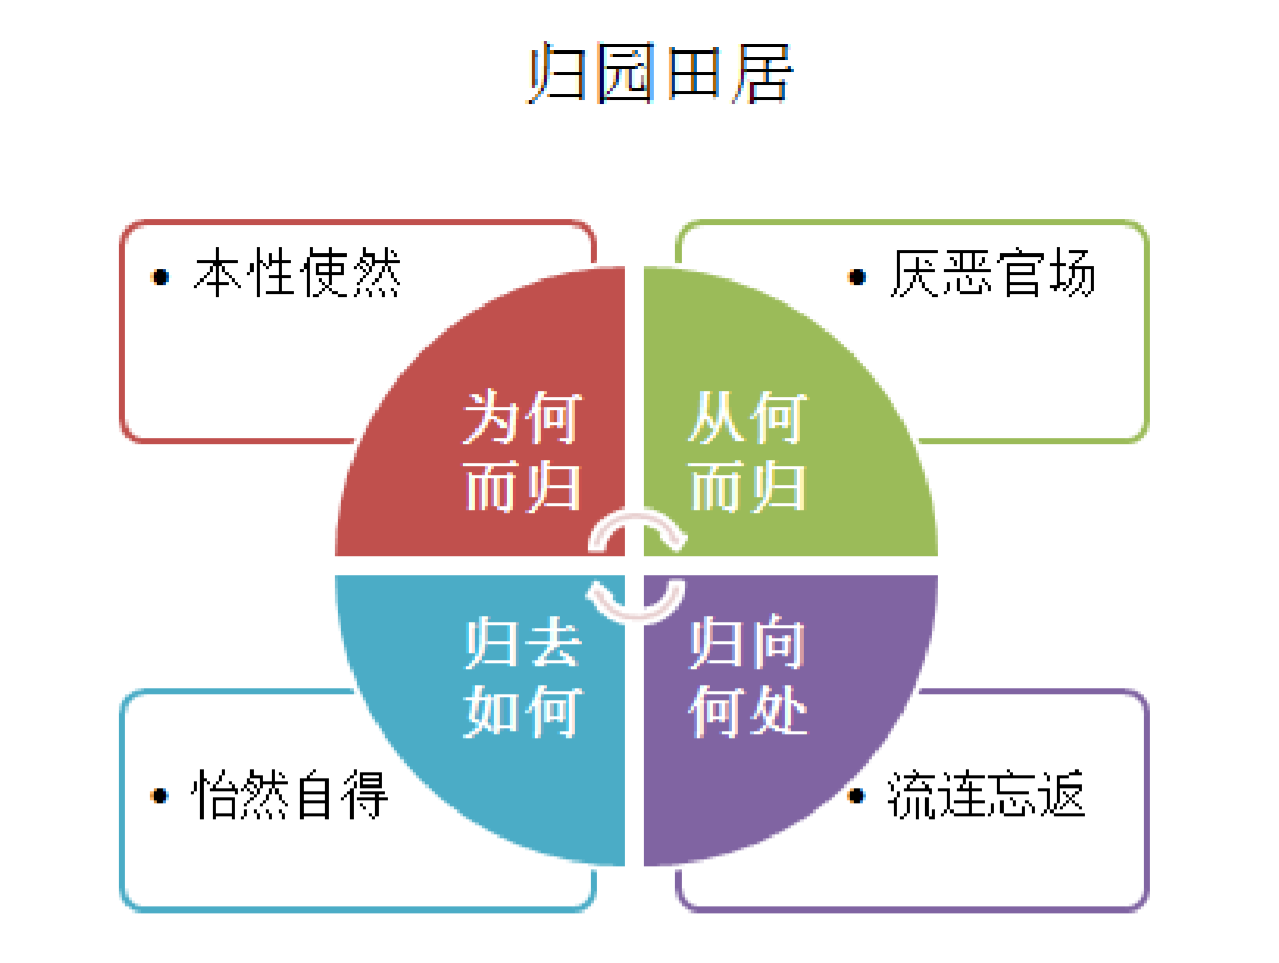 归园田居
• 本性使然
• 厌恶官场
为何
而归
从何
而归
归去
如何
归向
何处
• 怡然自得
• 流连忘返